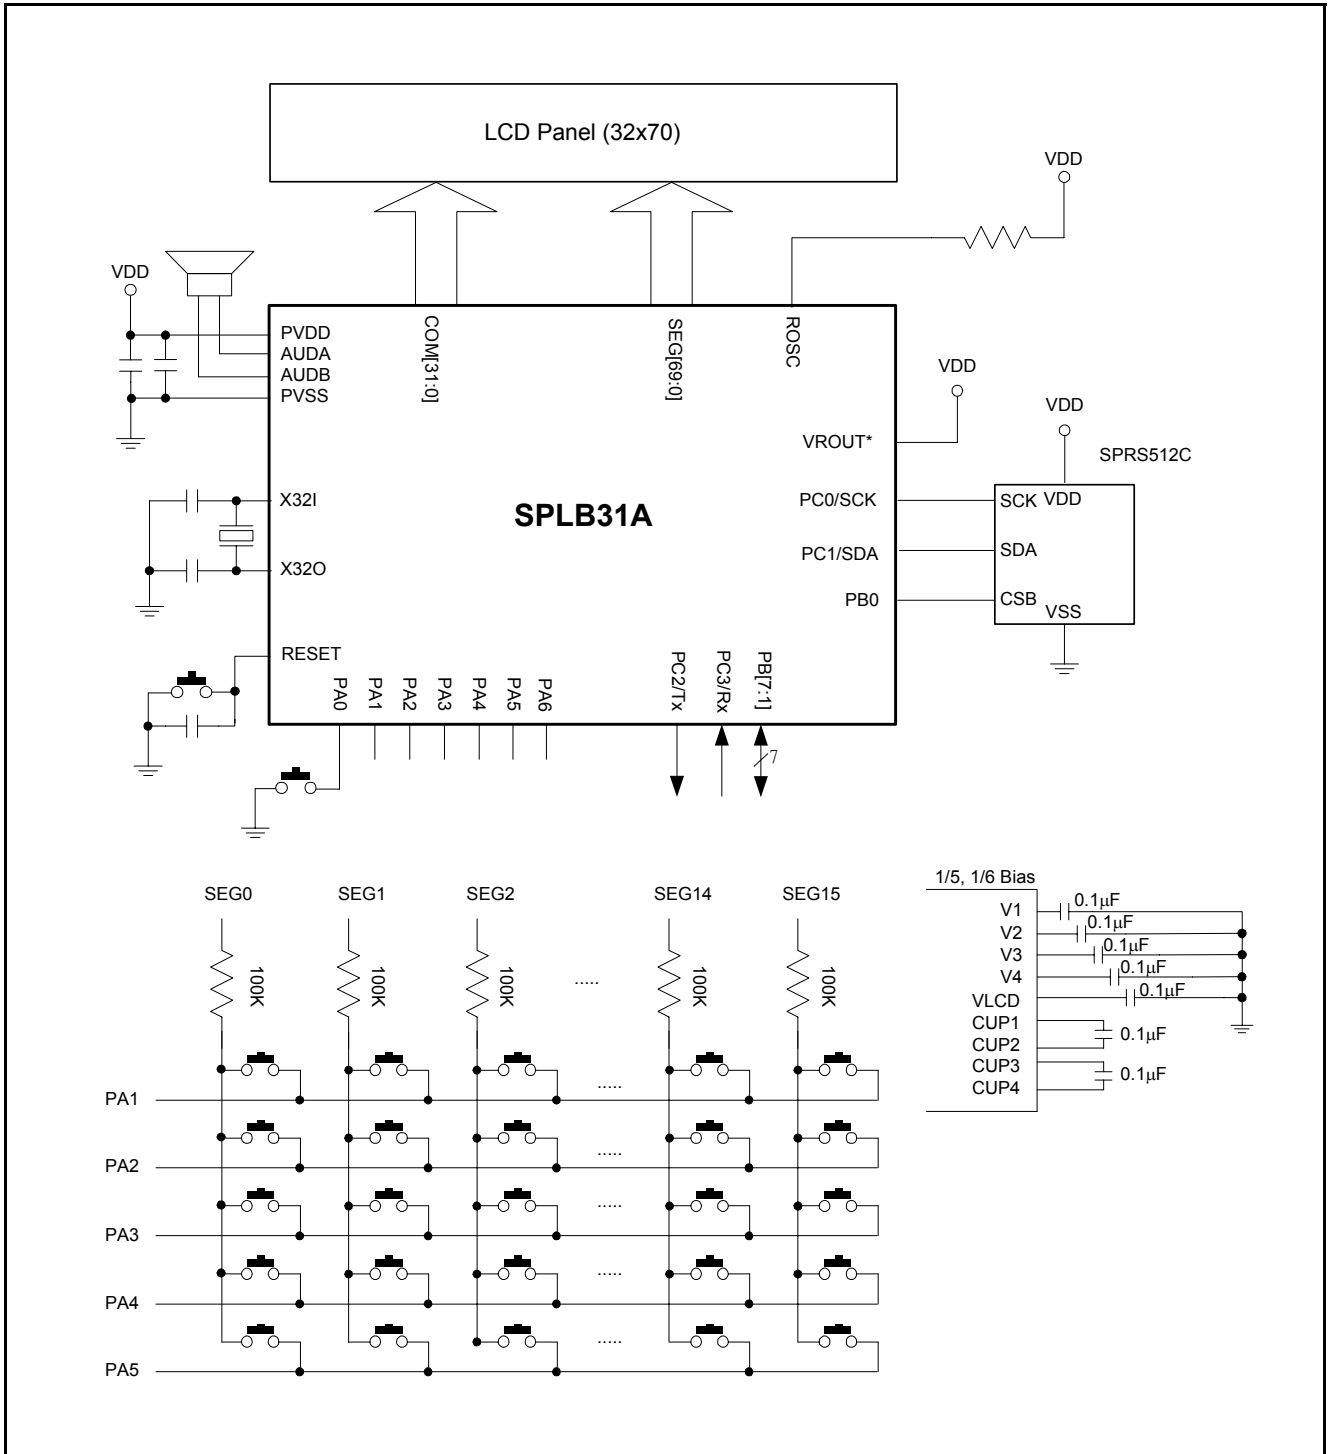 LCD Panel (32x70)
VDD
VDD
PVDD
AUDA
AUDB
PVSS
COM[31:0]
SEG[69:0]
ROSC
VDD
VROUT*
VDD
SPRS512C
X32I
X32O
SPLB31A
PC0/SCK
PC1/SDA
PB0
SCK VDD
SDA
CSB
VSS
RESET
PA0
PA1
PA2
PA3
PA4
PA5
PA6
PC2/Tx
PC3/Rx
PB[7:1]
7
SEG0 SEG1 SEG2 SEG14 SEG15
100K 100K 100K ..... 100K 100K
PA1 .....
PA2 .....
PA3 .....
PA4 .....
PA5 .....
1/5, 1/6 Bias
V1 0.1μF
V2 0.1μF
V3 0.1μF
V4 0.1μF
VLCD 0.1μF
CUP1
CUP2 0.1μF
CUP3
CUP4 0.1μF